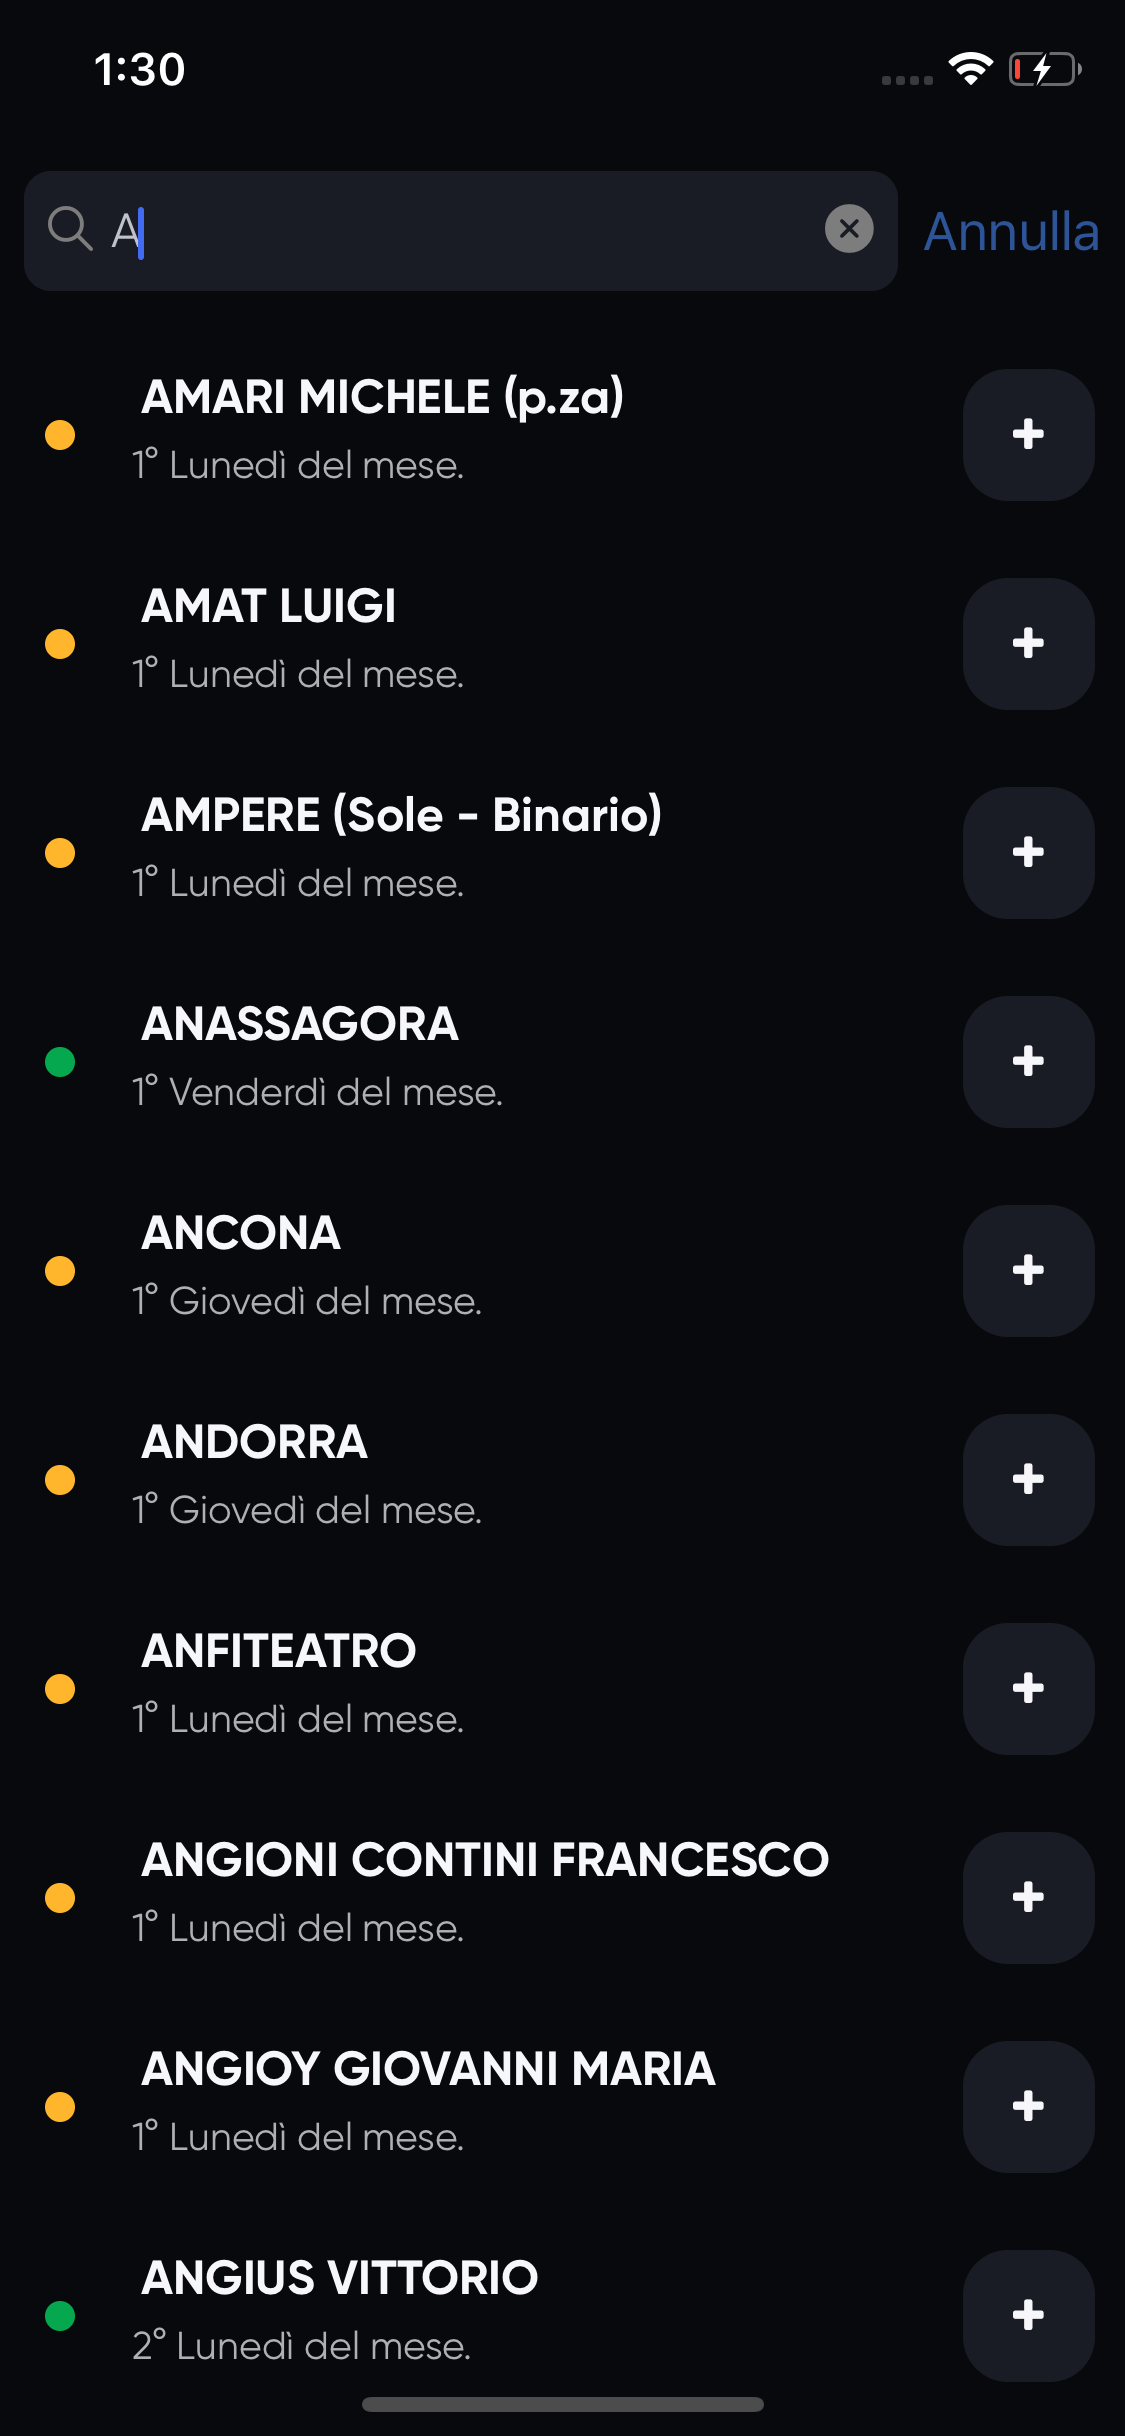 1:30
A
Annulla
AMARI MICHELE (p.za)
1° Lunedì del mese.
AMAT LUIGI
1° Lunedì del mese.
AMPERE (Sole - Binario)
1° Lunedì del mese.
ANASSAGORA
1° Venderdì del mese.
ANCONA
1° Giovedì del mese.
ANDORRA
1° Giovedì del mese.
ANFITEATRO
1° Lunedì del mese.
ANGIONI CONTINI FRANCESCO
1° Lunedì del mese.
ANGIOY GIOVANNI MARIA
1° Lunedì del mese.
ANGIUS VITTORIO
2° Lunedì del mese.